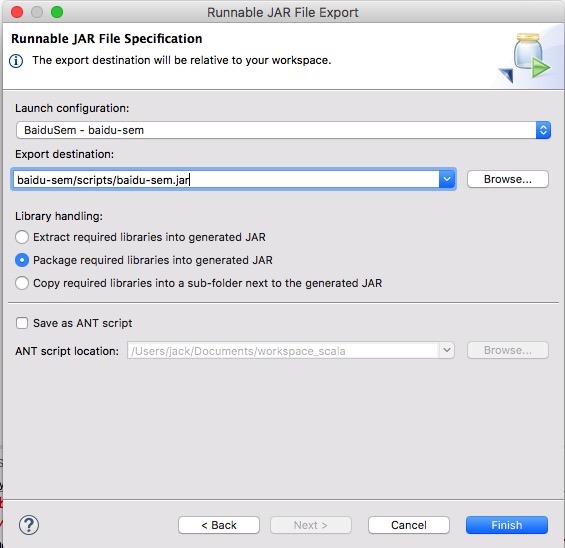 Runnable JAR File Export
Runnable JAR File Specification
The export destination will be relative to your workspace.
Launch configuration:
BaiduSem - baidu-sem
Export destination:
baidu-sem/scripts/baidu-sem.jar
Browse...
Library handling:
Extract required libraries into generated JAR
Package required libraries into generated JAR
Copy required libraries into a sub-folder next to the generated JAR
Save as ANT script
ANT script location:
/Users/jack/Documents/workspace_scala
Browse...
?
< Back
Next >
Cancel
Finish